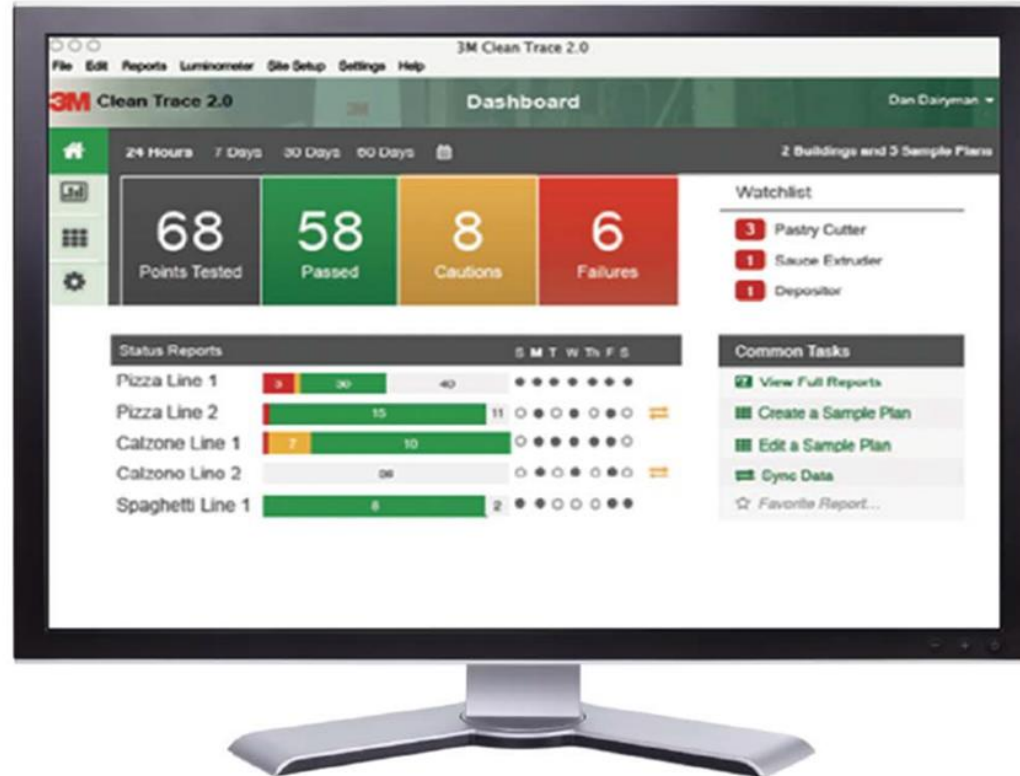 3M Clean Trace 2.0
File Edit Reports Luminometer Site Setup Settings Help
3M Clean Trace 2.0
Dashboard
Dan Dairyman
24 Hours 7 Days 30 Days 60 Days
2 Buildings and 3 Sample Plans
68
Points Tested
58
Passed
8
Cautions
6
Failures
Watchlist
3 Pastry Cutter
1 Sauce Extruder
1 Depositor
Status Reports S M T W Th F S
Pizza Line 1 3 30 40
Pizza Line 2 15 11
Calzone Line 1 7 10
Calzone Line 2
Spaghetti Line 1 8 2
Common Tasks
View Full Reports
Create a Sample Plan
Edit a Sample Plan
Sync Data
Favorite Report...